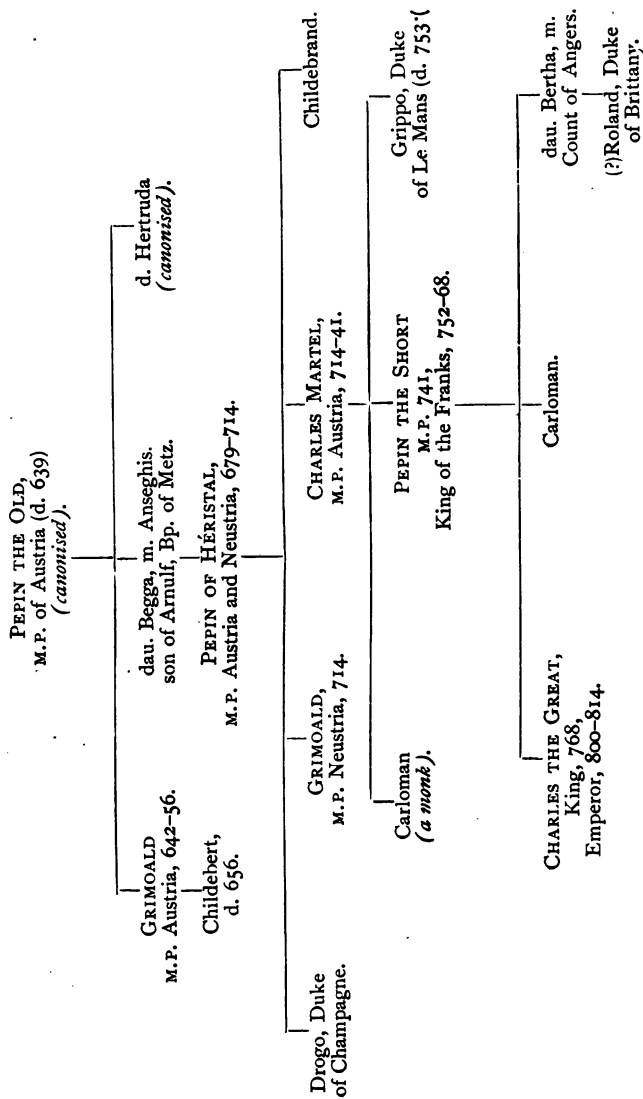 PEPIN THE OLD,
M.P. of Austria (d. 639)
(canonised).
GRIMOALD
M.P. Austria, 642–56.
Childebert,
d. 656.
dau. Begga, m. Anseghis.
son of Arnulf, Bp. of Metz.
PEPIN OF HÉRISTAL,
M.P. Austria and Neustria, 679–714.
d. Hertruda
(canonised).
Drogo, Duke
of Champagne.
GRIMOALD,
M.P. Neustria, 714.
CHARLES MARTEL,
M.P. Austria, 714–41.
Childebrand.
Carloman
(a monk).
PEPIN THE SHORT
M.P. 741,
King of the Franks, 752–68.
Grippo, Duke
of Le Mans (d. 753·(
CHARLES THE GREAT,
King, 768,
Emperor, 800–814.
Carloman.
dau. Bertha, m.
Count of Angers.
(?)Roland, Duke
of Brittany.